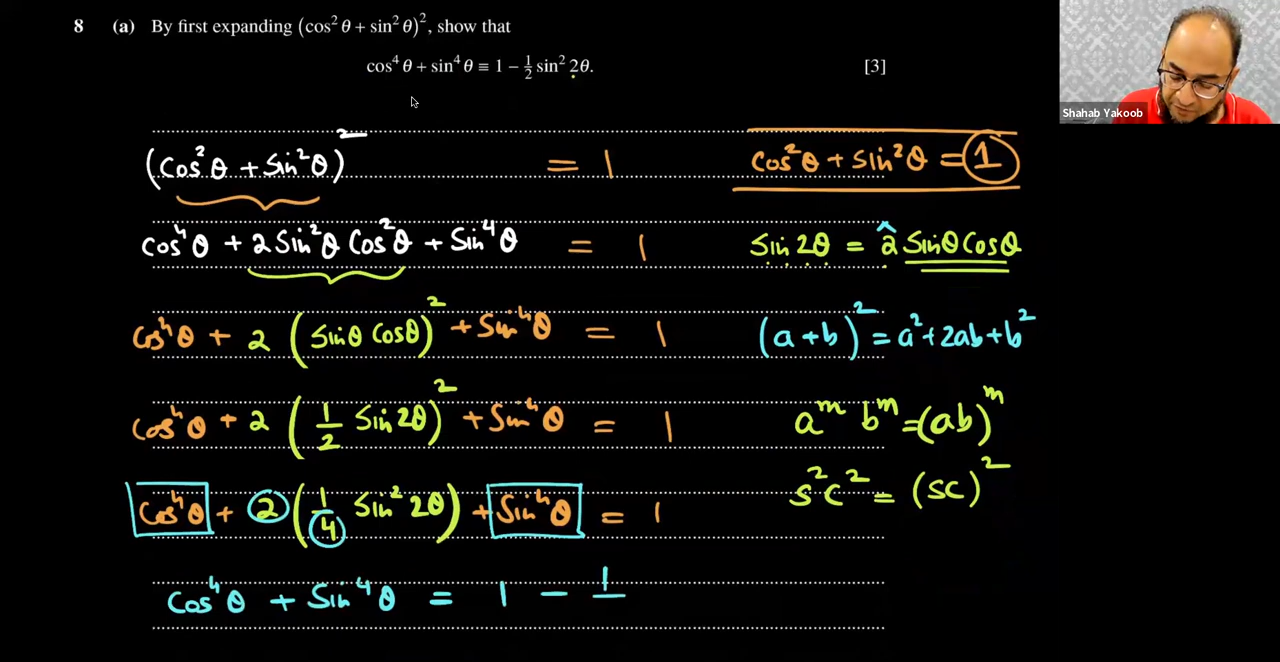 8 (a) By first expanding (cos² θ + sin² θ)², show that
cos⁴ θ + sin⁴ θ ≡ 1 − ½ sin² 2θ. [3]
Shahab Yakoob
(Cos²θ + Sin²θ)² = 1
Cos²θ + Sin²θ = 1
Cos⁴θ + 2 Sin²θ Cos²θ + Sin⁴θ = 1
Sin 2θ = 2 Sinθ Cosθ
Cos⁴θ + 2 (Sinθ Cosθ)² + Sin⁴θ = 1
(a + b)² = a² + 2ab + b²
Cos⁴θ + 2 (1/2 Sin 2θ)² + Sin⁴θ = 1
aᵐ bᵐ = (ab)ᵐ
Cos⁴θ + 2 (1/4 Sin² 2θ) + Sin⁴θ = 1
s²c² = (sc)²
Cos⁴θ + Sin⁴θ = 1 − 1/